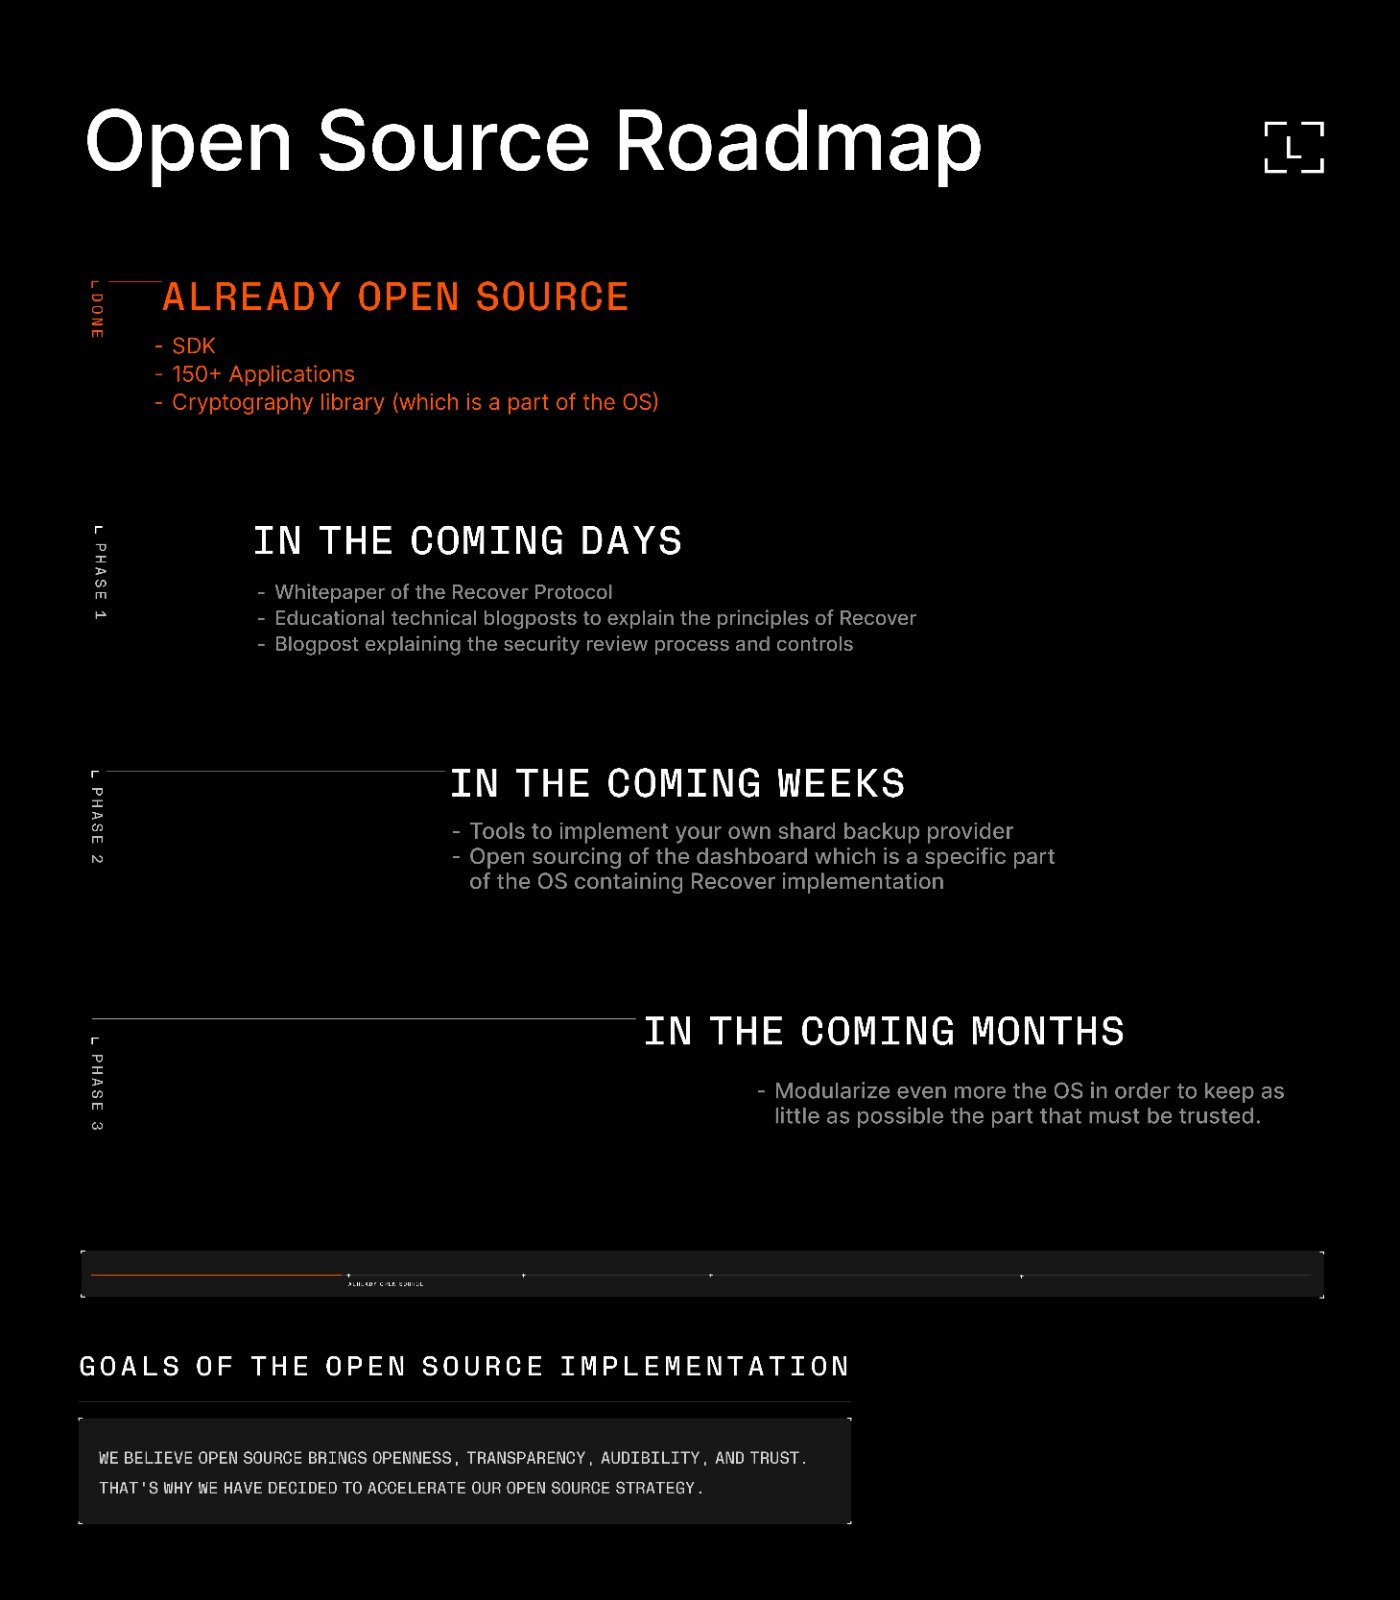 Open Source Roadmap
L
DONE
ALREADY OPEN SOURCE
- SDK
- 150+ Applications
- Cryptography library (which is a part of the OS)
PHASE 1
IN THE COMING DAYS
- Whitepaper of the Recover Protocol
- Educational technical blogposts to explain the principles of Recover
- Blogpost explaining the security review process and controls
PHASE 2
IN THE COMING WEEKS
- Tools to implement your own shard backup provider
- Open sourcing of the dashboard which is a specific part
of the OS containing Recover implementation
PHASE 3
IN THE COMING MONTHS
- Modularize even more the OS in order to keep as
little as possible the part that must be trusted.
ALREADY OPEN SOURCE
GOALS OF THE OPEN SOURCE IMPLEMENTATION
WE BELIEVE OPEN SOURCE BRINGS OPENNESS, TRANSPARENCY, AUDIBILITY, AND TRUST.
THAT'S WHY WE HAVE DECIDED TO ACCELERATE OUR OPEN SOURCE STRATEGY.